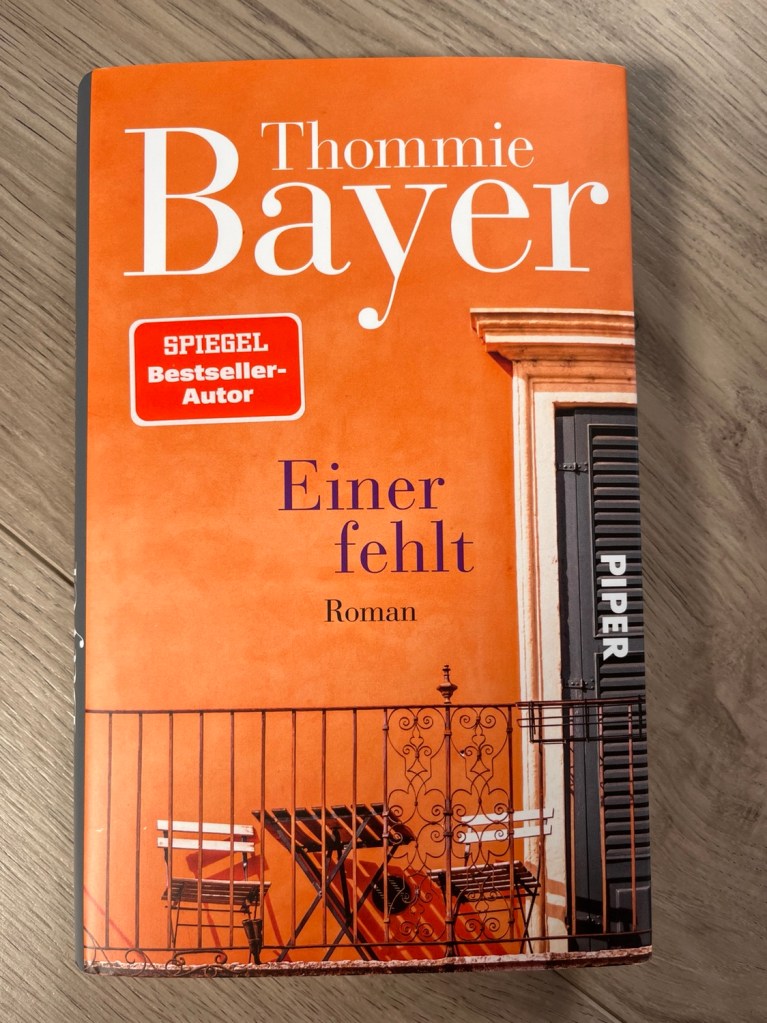 Thommie
Bayer
SPIEGEL
Bestseller-
Autor
Einer
fehlt
Roman
PIPER